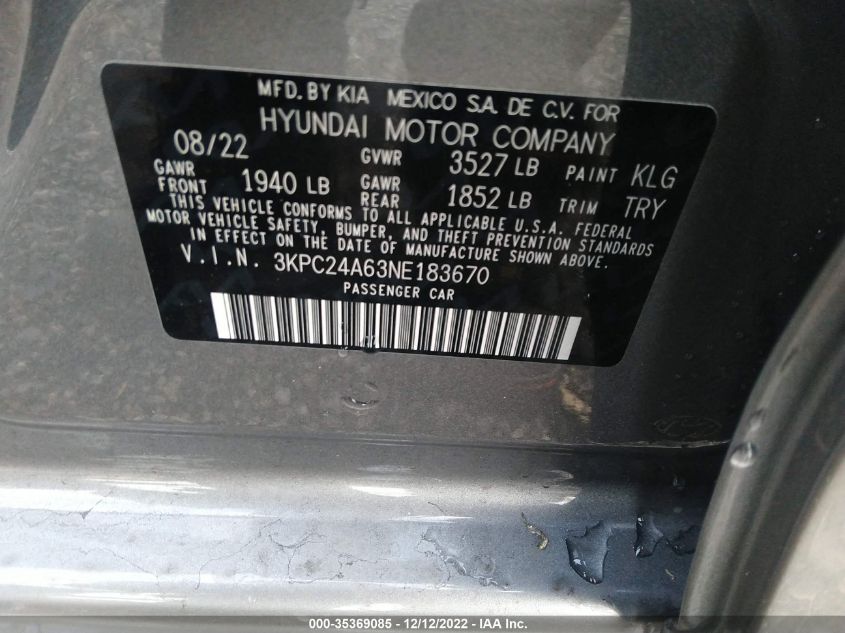 MFD. BY KIA MEXICO S.A. DE C.V. FOR
HYUNDAI MOTOR COMPANY
08/22 GVWR 3527 LB PAINT KLG
GAWR FRONT 1940 LB GAWR REAR 1852 LB TRIM TRY
THIS VEHICLE CONFORMS TO ALL APPLICABLE U.S.A. FEDERAL
MOTOR VEHICLE SAFETY, BUMPER, AND THEFT PREVENTION STANDARDS
IN EFFECT ON THE DATE OF MANUFACTURE SHOWN ABOVE.
V.I.N. 3KPC24A63NE183670
PASSENGER CAR
000-35369085 - 12/12/2022 - IAA Inc.